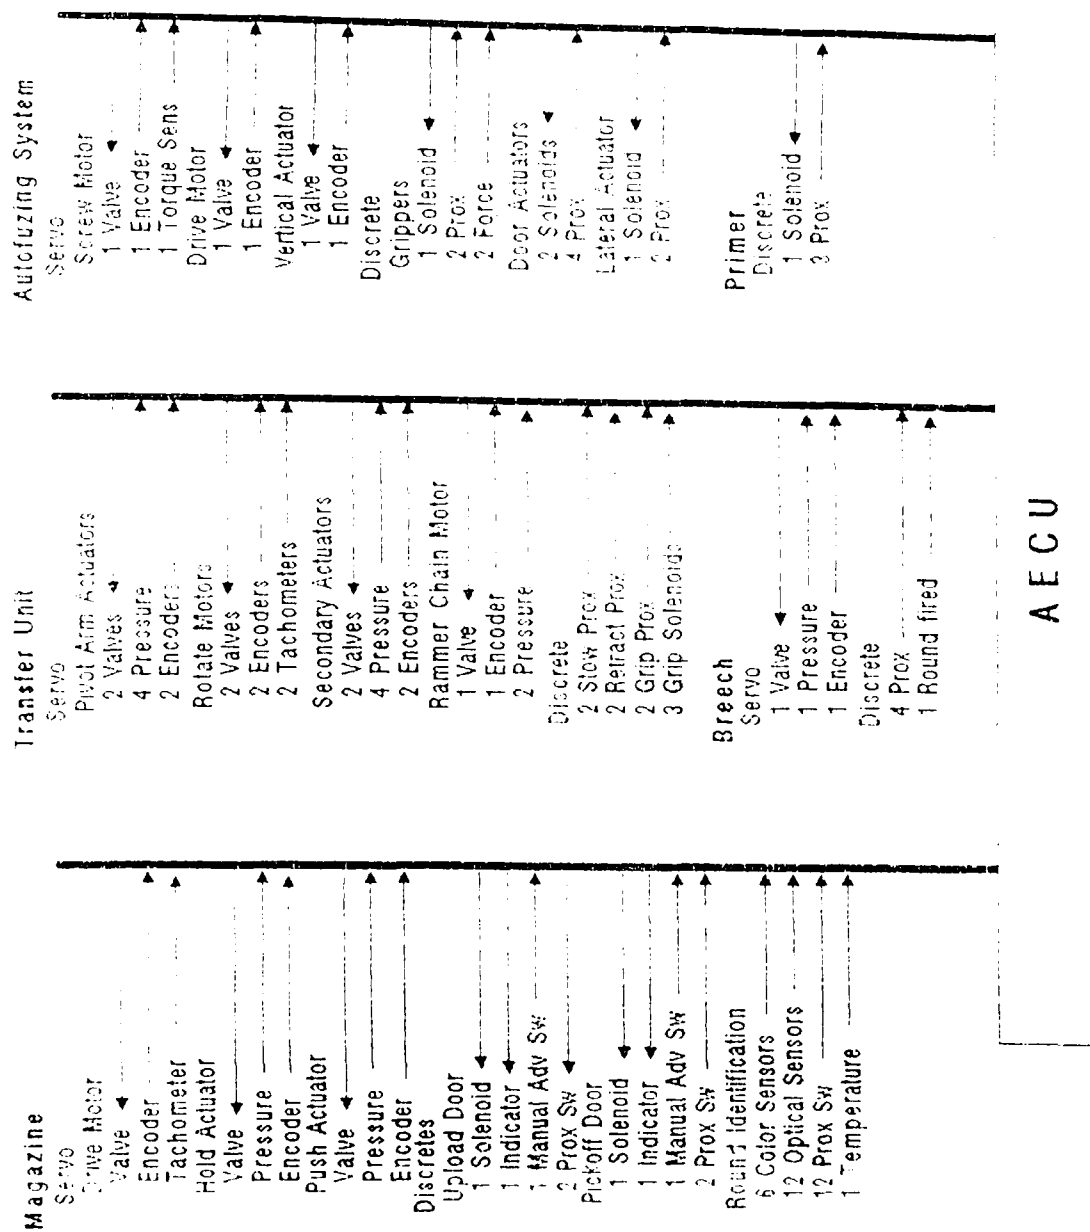 Magazine
Servo
Drive Motor
Valve
Encoder
Tachometer
Hold Actuator
Valve
Pressure
Encoder
Push Actuator
Valve
Pressure
Encoder
Discretes
Upload Door
1 Solenoid
1 Indicator
1 Manual Adv Sw
2 Prox Sw
Pickoff Door
1 Solenoid
1 Indicator
1 Manual Adv Sw
2 Prox Sw
Round Identification
6 Color Sensors
12 Optical Sensors
12 Prox Sw
1 Temperature
Transfer Unit
Servo
Pivot Arm Actuators
2 Valves
4 Pressure
2 Encoders
Rotate Motors
2 Valves
2 Encoders
2 Tachometers
Secondary Actuators
2 Valves
4 Pressure
2 Encoders
Rammer Chain Motor
1 Valve
1 Encoder
2 Pressure
Discrete
2 Stow Prox
2 Retract Prox
2 Grip Prox
3 Grip Solenoids
Breech
Servo
1 Valve
1 Pressure
1 Encoder
Discrete
4 Prox
1 Round fired
Autofuzing System
Servo
Screw Motor
1 Valve
1 Encoder
1 Torque Sens
Drive Motor
1 Valve
1 Encoder
Vertical Actuator
1 Valve
1 Encoder
Discrete
Grippers
1 Solenoid
2 Prox
2 Force
Door Actuators
2 Solenoids
4 Prox
Lateral Actuator
1 Solenoid
2 Prox
Primer
Discrete
1 Solenoid
3 Prox
AECU